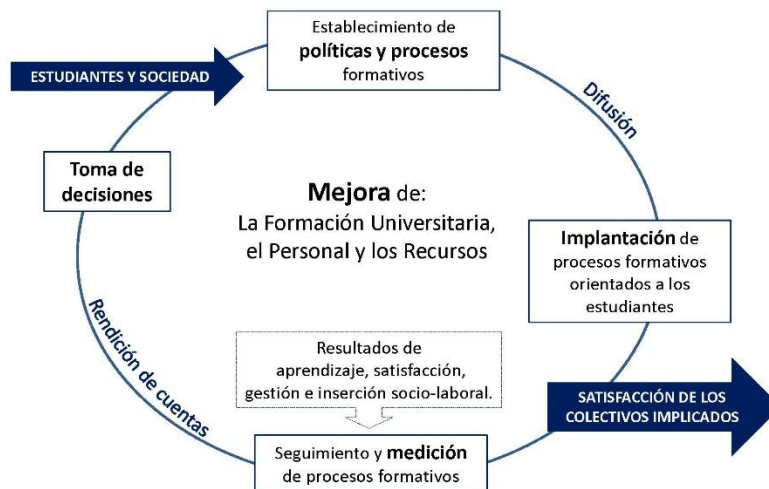 Establecimiento de
políticas y procesos
formativos
ESTUDIANTES Y SOCIEDAD
Difusión
Toma de
decisiones
Mejora de:
La Formación Universitaria,
el Personal y los Recursos
Implantación de
procesos formativos
orientados a los
estudiantes
Rendición de cuentas
Resultados de
aprendizaje, satisfacción,
gestión e inserción socio-laboral.
SATISFACCIÓN DE LOS
COLECTIVOS IMPLICADOS
Seguimiento y medición
de procesos formativos